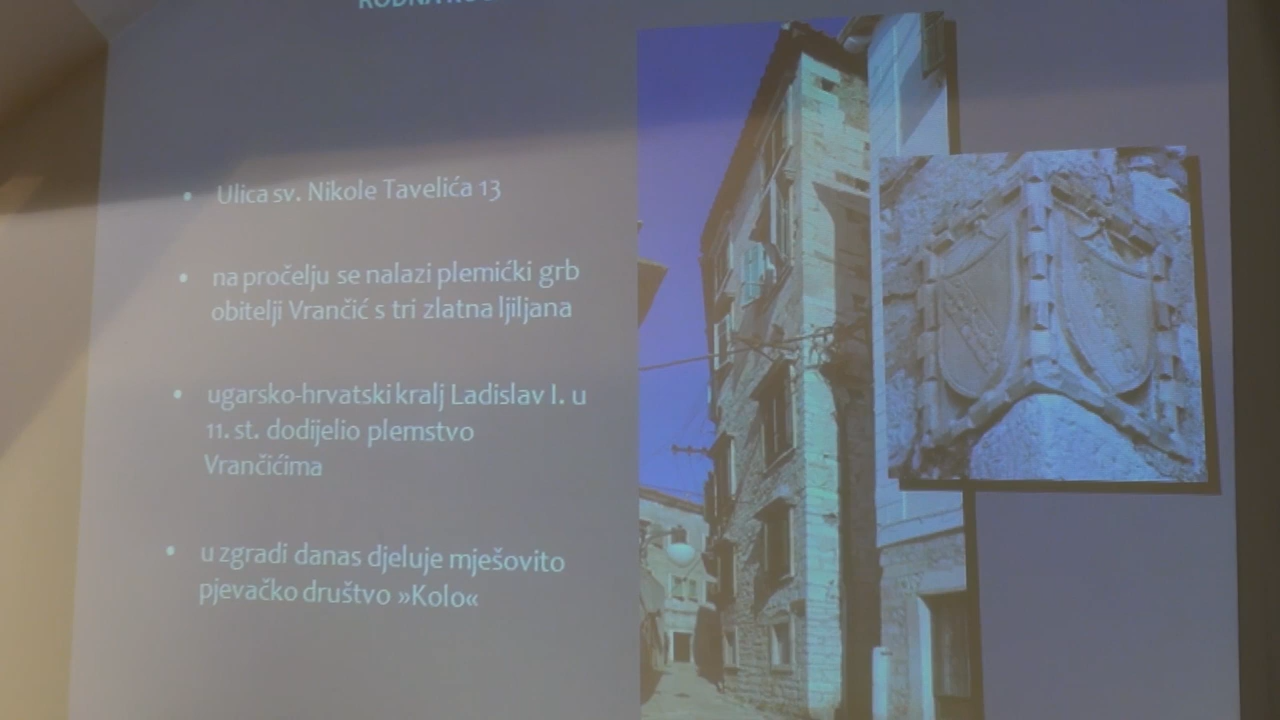 • Ulica sv. Nikole Tavelića 13
• na pročelju se nalazi plemićki grb
obitelji Vrančić s tri zlatna ljiljana
• ugarsko-hrvatski kralj Ladislav I. u
11. st. dodijelio plemstvo
Vrančićima
• u zgradi danas djeluje mješovito
pjevačko društvo »Kolo«